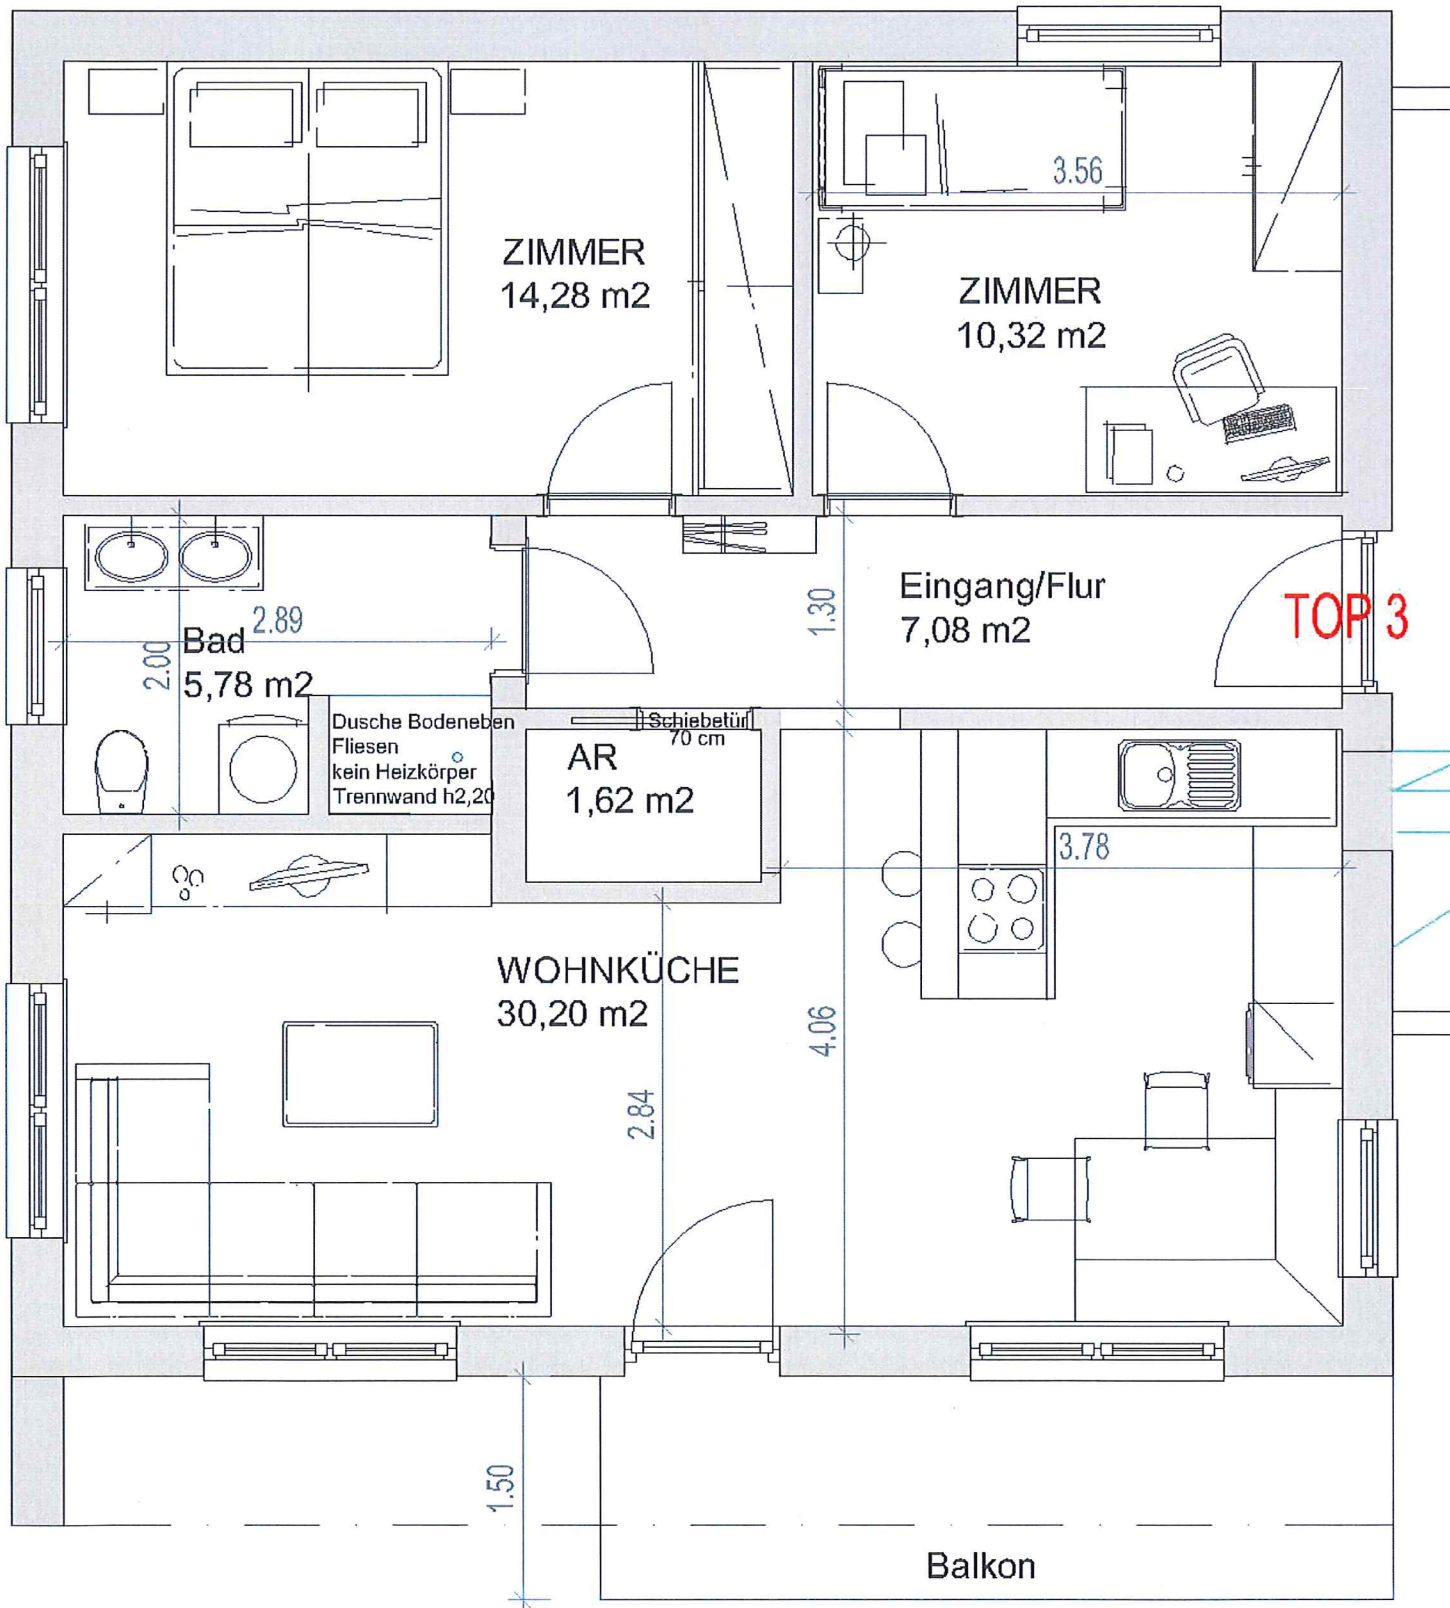 3.56
ZIMMER
14,28 m2
ZIMMER
10,32 m2
Eingang/Flur
7,08 m2
TOP 3
1.30
2.89
Bad
5,78 m2
2.00
Dusche Bodeneben
Fliesen
kein Heizkörper
Trennwand h2,20
Schiebetür
70 cm
AR
1,62 m2
3.78
WOHNKÜCHE
30,20 m2
4.06
2.84
1.50
Balkon